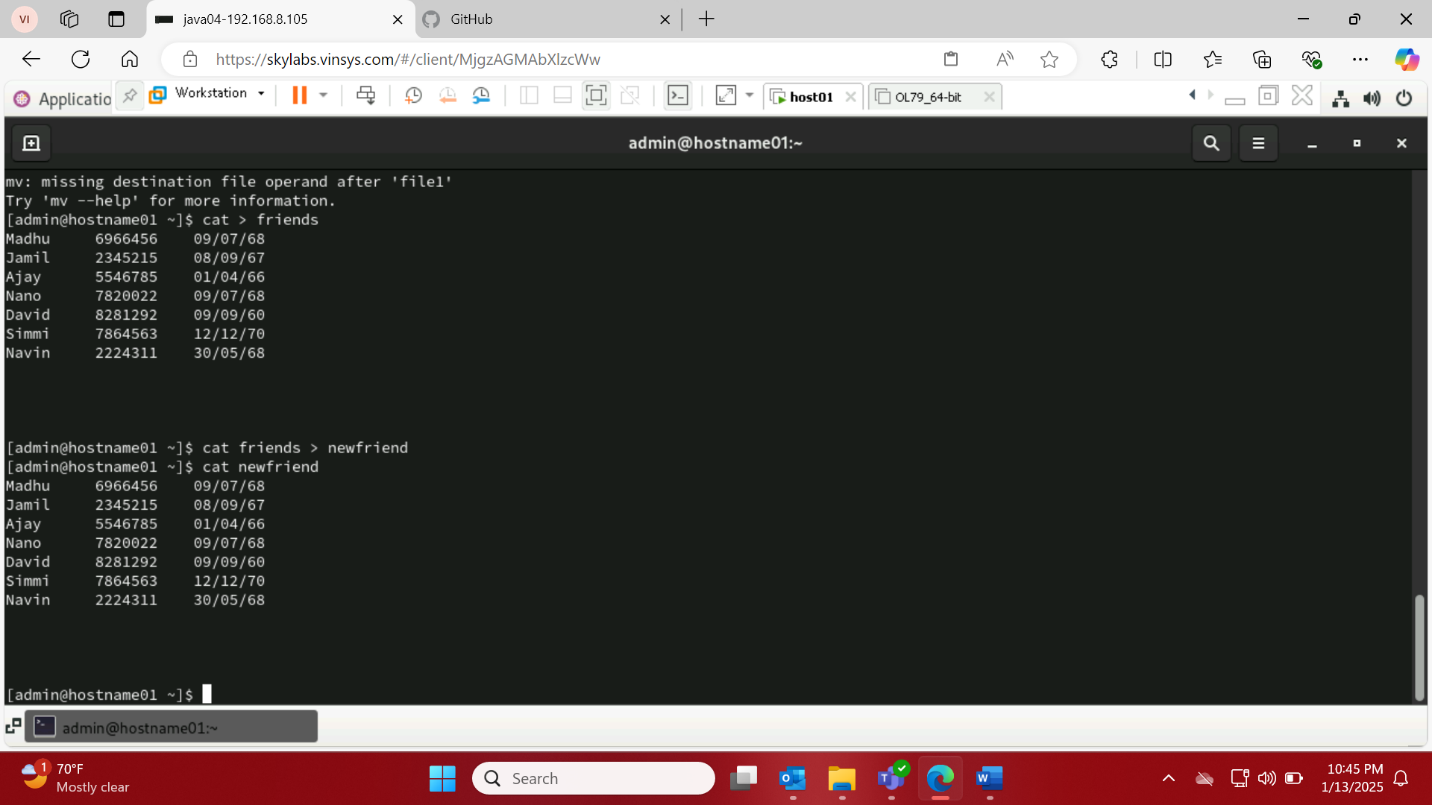 VI
java04-192.168.8.105
GitHub
https://skylabs.vinsys.com/#/client/MjgzAGMAbXlzcWw
Applicatio
Workstation
host01
OL79_64-bit
admin@hostname01:~
mv: missing destination file operand after 'file1'
Try 'mv --help' for more information.
[admin@hostname01 ~]$ cat > friends
Madhu 6966456 09/07/68
Jamil 2345215 08/09/67
Ajay 5546785 01/04/66
Nano 7820022 09/07/68
David 8281292 09/09/60
Simmi 7864563 12/12/70
Navin 2224311 30/05/68
[admin@hostname01 ~]$ cat friends > newfriend
[admin@hostname01 ~]$ cat newfriend
Madhu 6966456 09/07/68
Jamil 2345215 08/09/67
Ajay 5546785 01/04/66
Nano 7820022 09/07/68
David 8281292 09/09/60
Simmi 7864563 12/12/70
Navin 2224311 30/05/68
[admin@hostname01 ~]$
admin@hostname01:~
1
70°F
Mostly clear
Search
10:45 PM
1/13/2025